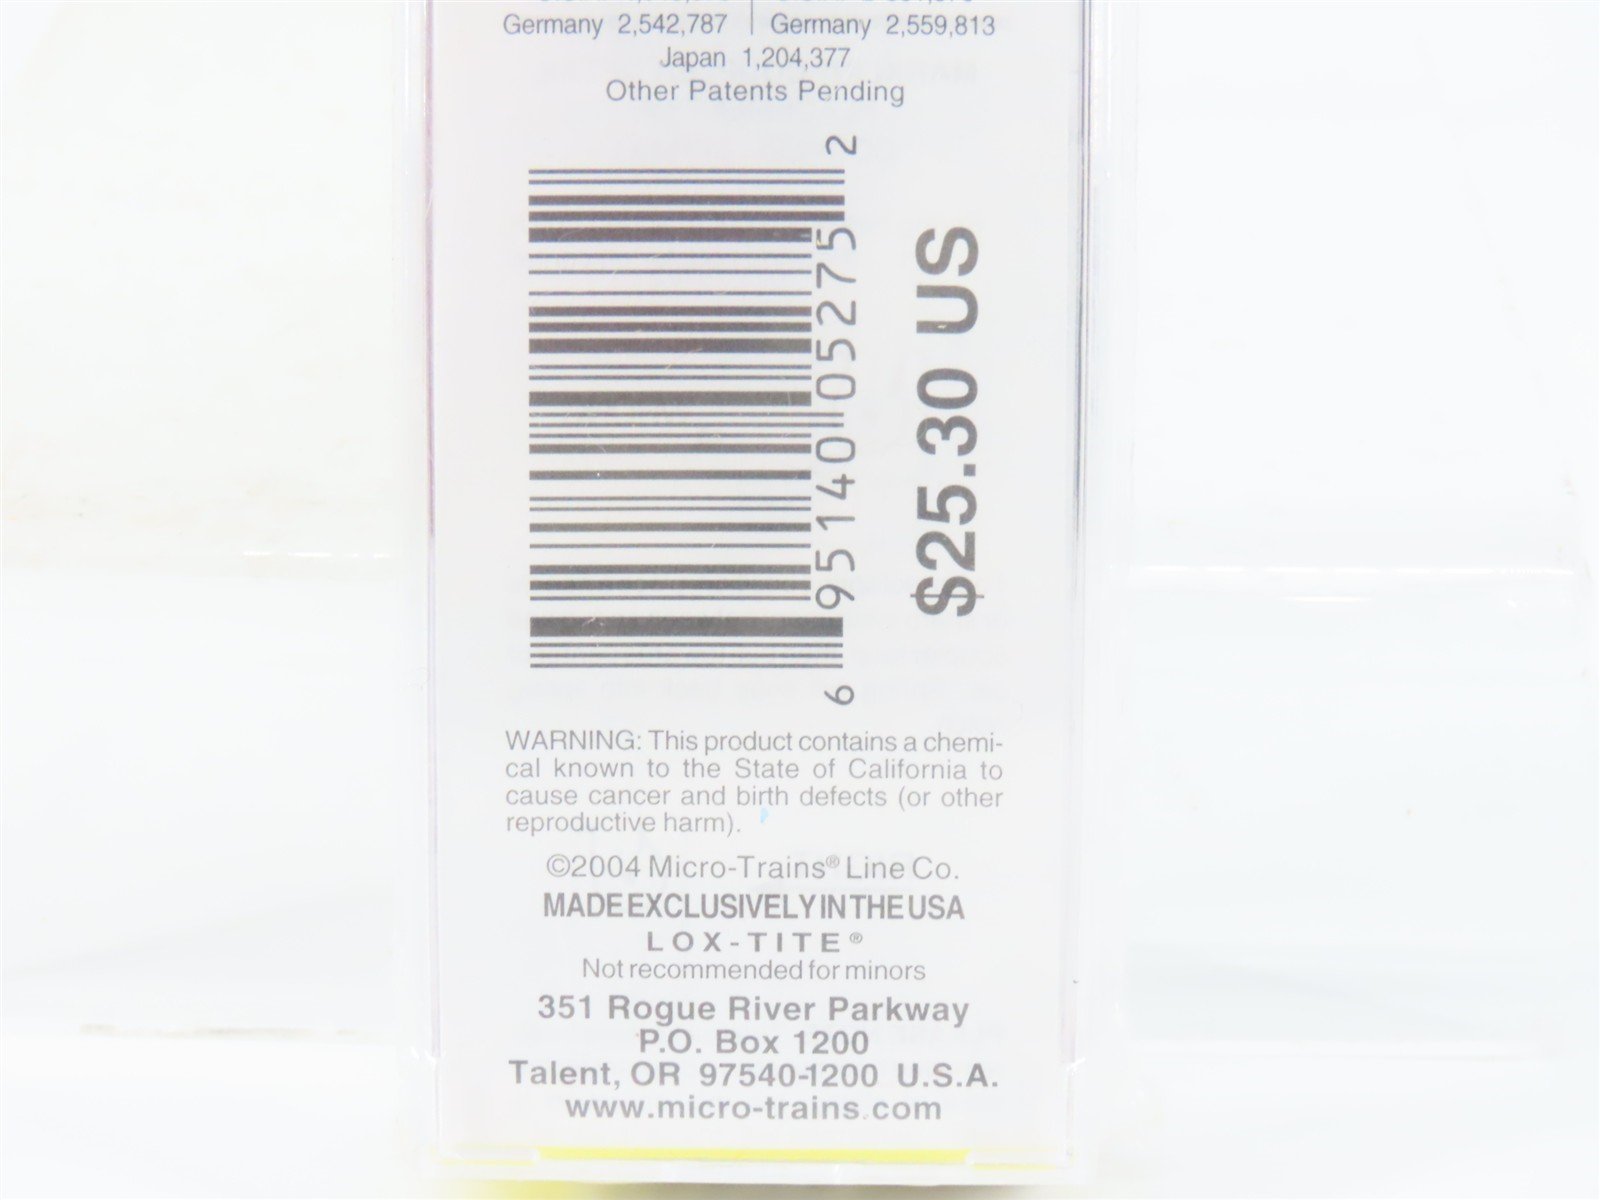 Germany 2,542,787 | Germany 2,559,813
Japan 1,204,377
Other Patents Pending
6 95140 05275 2
$25.30 US
WARNING: This product contains a chemi-
cal known to the State of California to
cause cancer and birth defects (or other
reproductive harm).
©2004 Micro-Trains® Line Co.
MADE EXCLUSIVELY IN THE USA
LOX-TITE®
Not recommended for minors
351 Rogue River Parkway
P.O. Box 1200
Talent, OR 97540-1200 U.S.A.
www.micro-trains.com